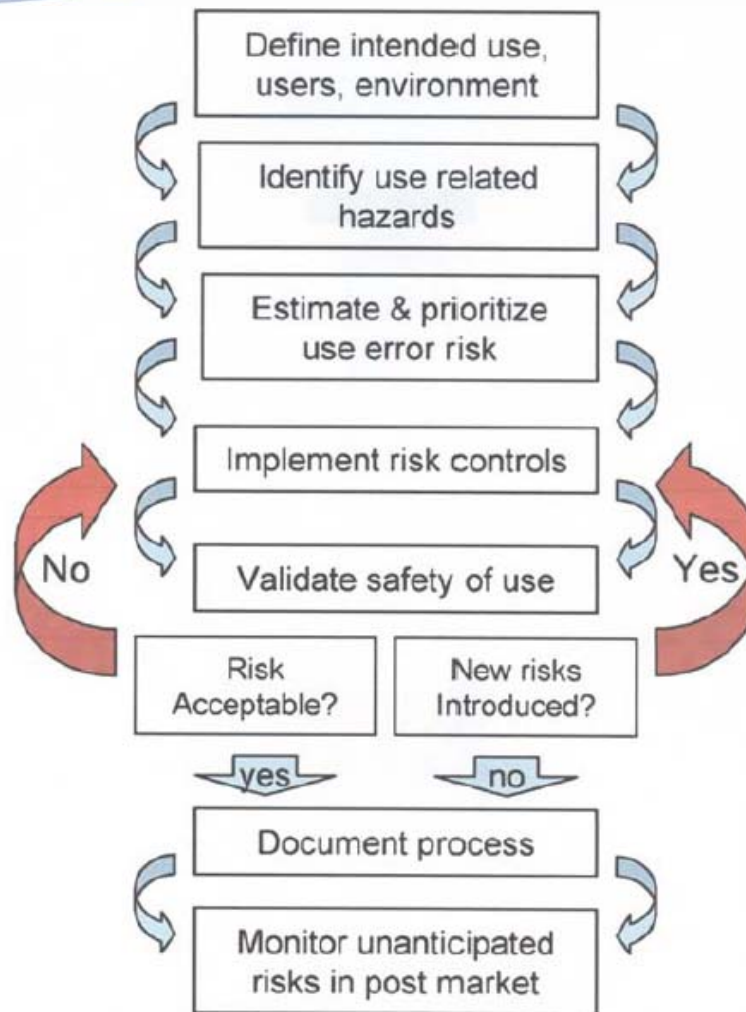 Define intended use,
users, environment
Identify use related
hazards
Estimate & prioritize
use error risk
Implement risk controls
No
Yes
Validate safety of use
Risk
Acceptable?
New risks
Introduced?
yes
no
Document process
Monitor unanticipated
risks in post market